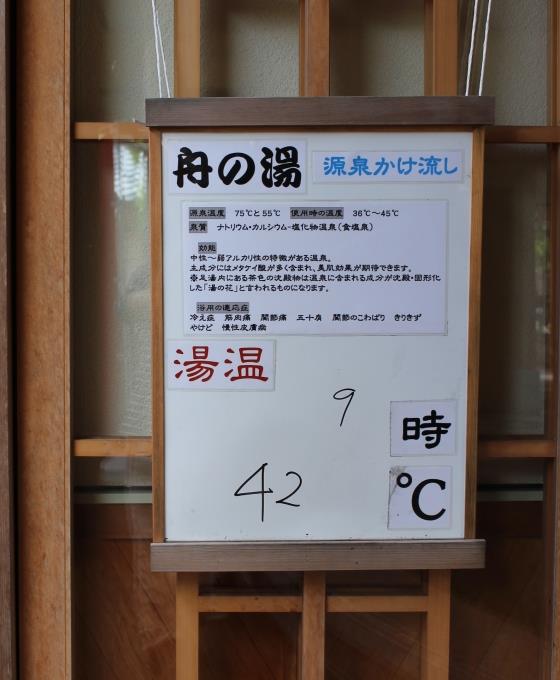 舟の湯
源泉かけ流し
源泉温度 75℃と55℃ 使用時の温度 36℃～45℃
泉質 ナトリウム・カルシウム-塩化物温泉（食塩泉）
効能
中性～弱アルカリ性の特徴がある温泉。
主成分にはメタケイ酸が多く含まれ、美肌効果が期待できます。
※足湯内にある茶色の沈殿物は温泉に含まれる成分が沈殿・固形化
した「湯の花」と言われるものになります。
浴用の適応症
冷え症 筋肉痛 関節痛 五十肩 関節のこわばり きりきず
やけど 慢性皮膚病
湯温
9
時
42
℃